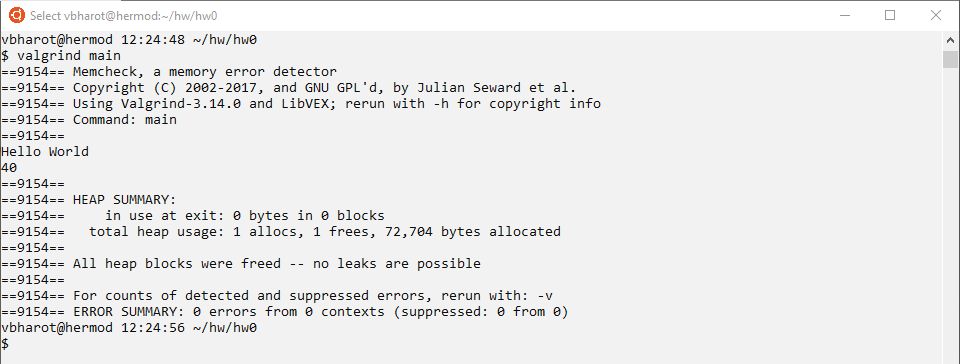 Select vbharot@hermod:~/hw/hw0
vbharot@hermod 12:24:48 ~/hw/hw0
$ valgrind main
==9154== Memcheck, a memory error detector
==9154== Copyright (C) 2002-2017, and GNU GPL'd, by Julian Seward et al.
==9154== Using Valgrind-3.14.0 and LibVEX; rerun with -h for copyright info
==9154== Command: main
==9154==
Hello World
40
==9154==
==9154== HEAP SUMMARY:
==9154==     in use at exit: 0 bytes in 0 blocks
==9154==   total heap usage: 1 allocs, 1 frees, 72,704 bytes allocated
==9154==
==9154== All heap blocks were freed -- no leaks are possible
==9154==
==9154== For counts of detected and suppressed errors, rerun with: -v
==9154== ERROR SUMMARY: 0 errors from 0 contexts (suppressed: 0 from 0)
vbharot@hermod 12:24:56 ~/hw/hw0
$